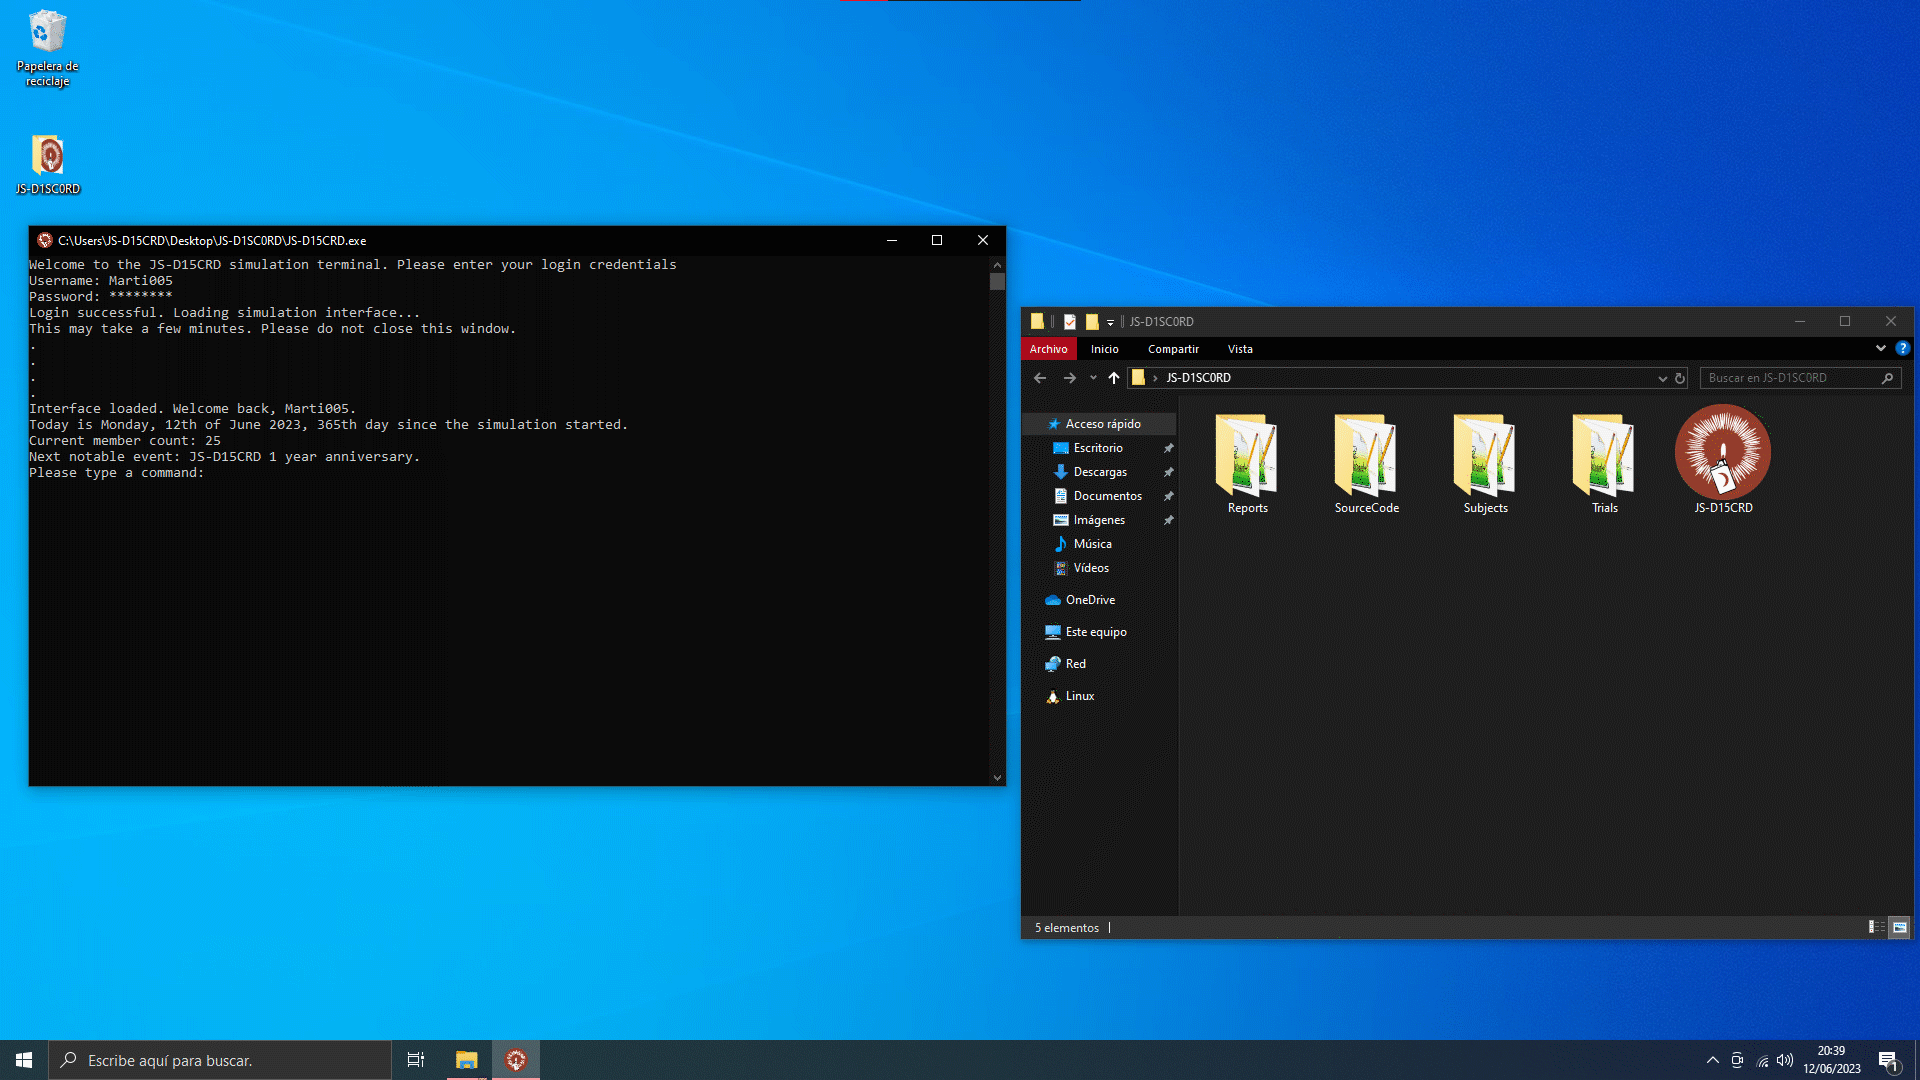 Papelera de
reciclaje
JS-D1SC0RD
C:\Users\JS-D15CRD\Desktop\JS-D1SC0RD\JS-D15CRD.exe
Welcome to the JS-D15CRD simulation terminal. Please enter your login credentials
Username: Marti005
Password: ********
Login successful. Loading simulation interface...
This may take a few minutes. Please do not close this window.
.
.
.
.
Interface loaded. Welcome back, Marti005.
Today is Monday, 12th of June 2023, 365th day since the simulation started.
Current member count: 25
Next notable event: JS-D15CRD 1 year anniversary.
Please type a command:
JS-D1SC0RD
Archivo Inicio Compartir Vista
JS-D1SC0RD
Buscar en JS-D1SC0RD
Acceso rápido
Escritorio
Descargas
Documentos
Imágenes
Música
Vídeos
OneDrive
Este equipo
Red
Linux
Reports SourceCode Subjects Trials JS-D15CRD
5 elementos
Escribe aquí para buscar.
20:39
12/06/2023
1